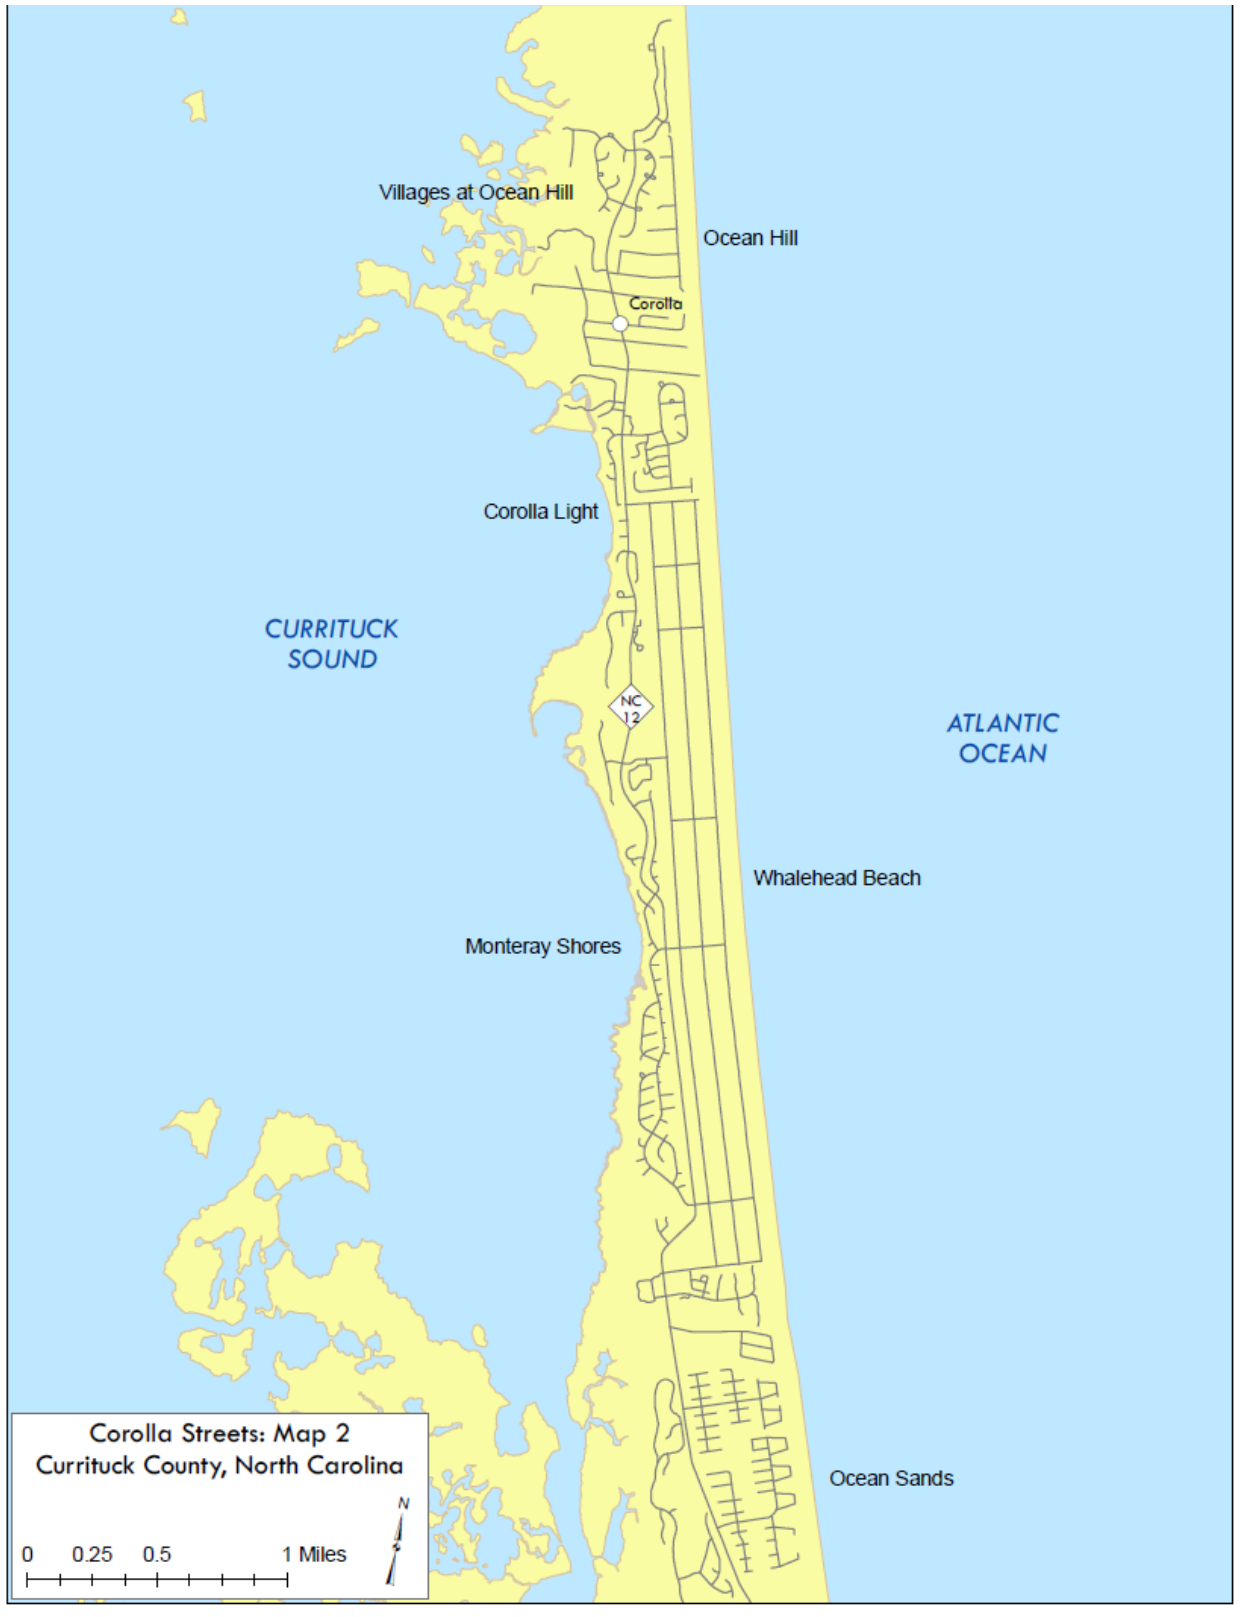 Villages at Ocean Hill
Ocean Hill
Corolla
Corolla Light
CURRITUCK
SOUND
NC
12
ATLANTIC
OCEAN
Whalehead Beach
Monteray Shores
Ocean Sands
Corolla Streets: Map 2
Currituck County, North Carolina
N
0 0.25 0.5 1 Miles